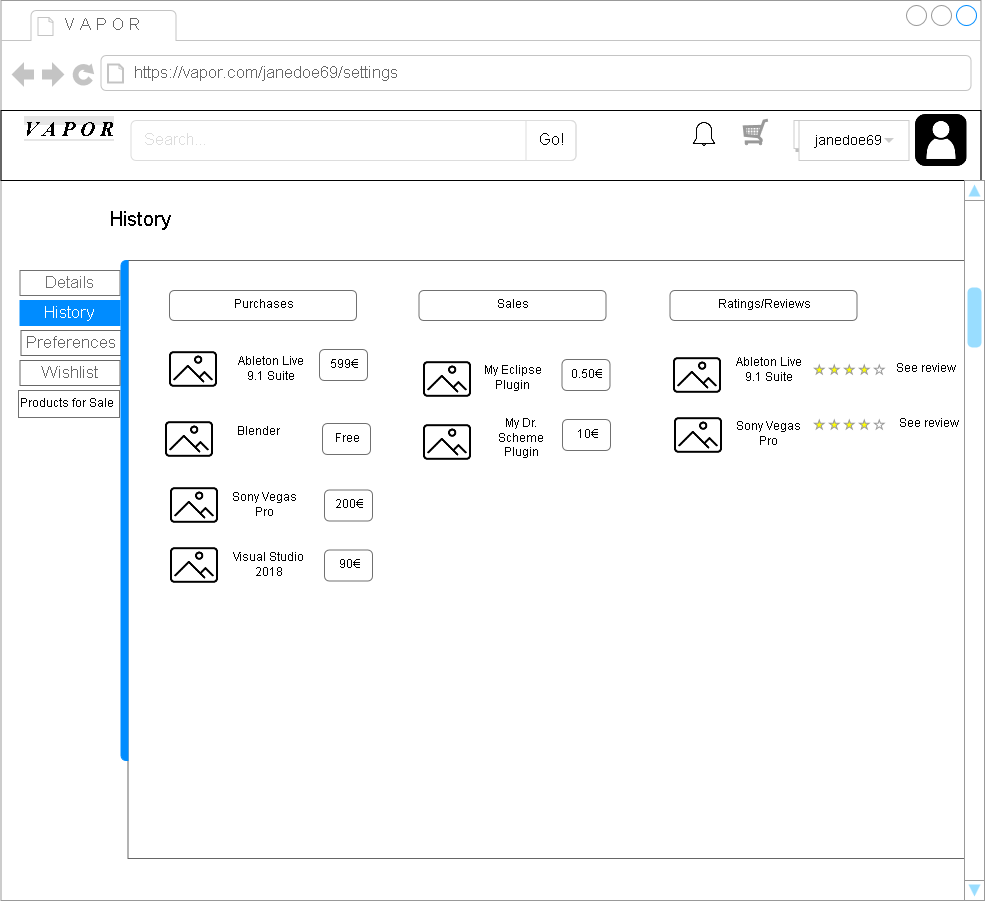 V A P O R
https://vapor.com/janedoe69/settings
VAPOR
Search...
Go!
janedoe69
History
Details
History
Preferences
Wishlist
Products for Sale
Purchases
Ableton Live
9.1 Suite
599€
Blender
Free
Sony Vegas
Pro
200€
Visual Studio
2018
90€
Sales
My Eclipse
Plugin
0.50€
My Dr.
Scheme
Plugin
10€
Ratings/Reviews
Ableton Live
9.1 Suite
See review
Sony Vegas
Pro
See review